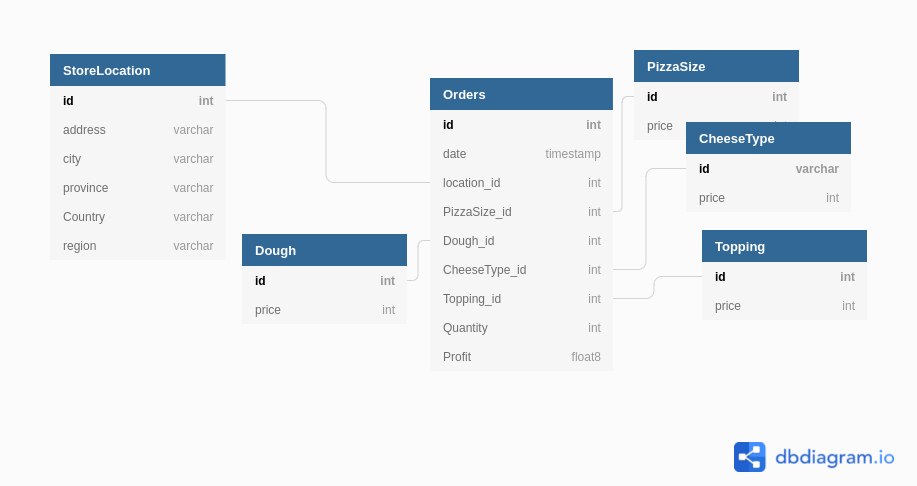 StoreLocation
id int
address varchar
city varchar
province varchar
Country varchar
region varchar
Dough
id int
price int
Orders
id int
date timestamp
location_id int
PizzaSize_id int
Dough_id int
CheeseType_id int
Topping_id int
Quantity int
Profit float8
PizzaSize
id int
price
CheeseType
id varchar
price int
Topping
id int
price int
dbdiagram.io